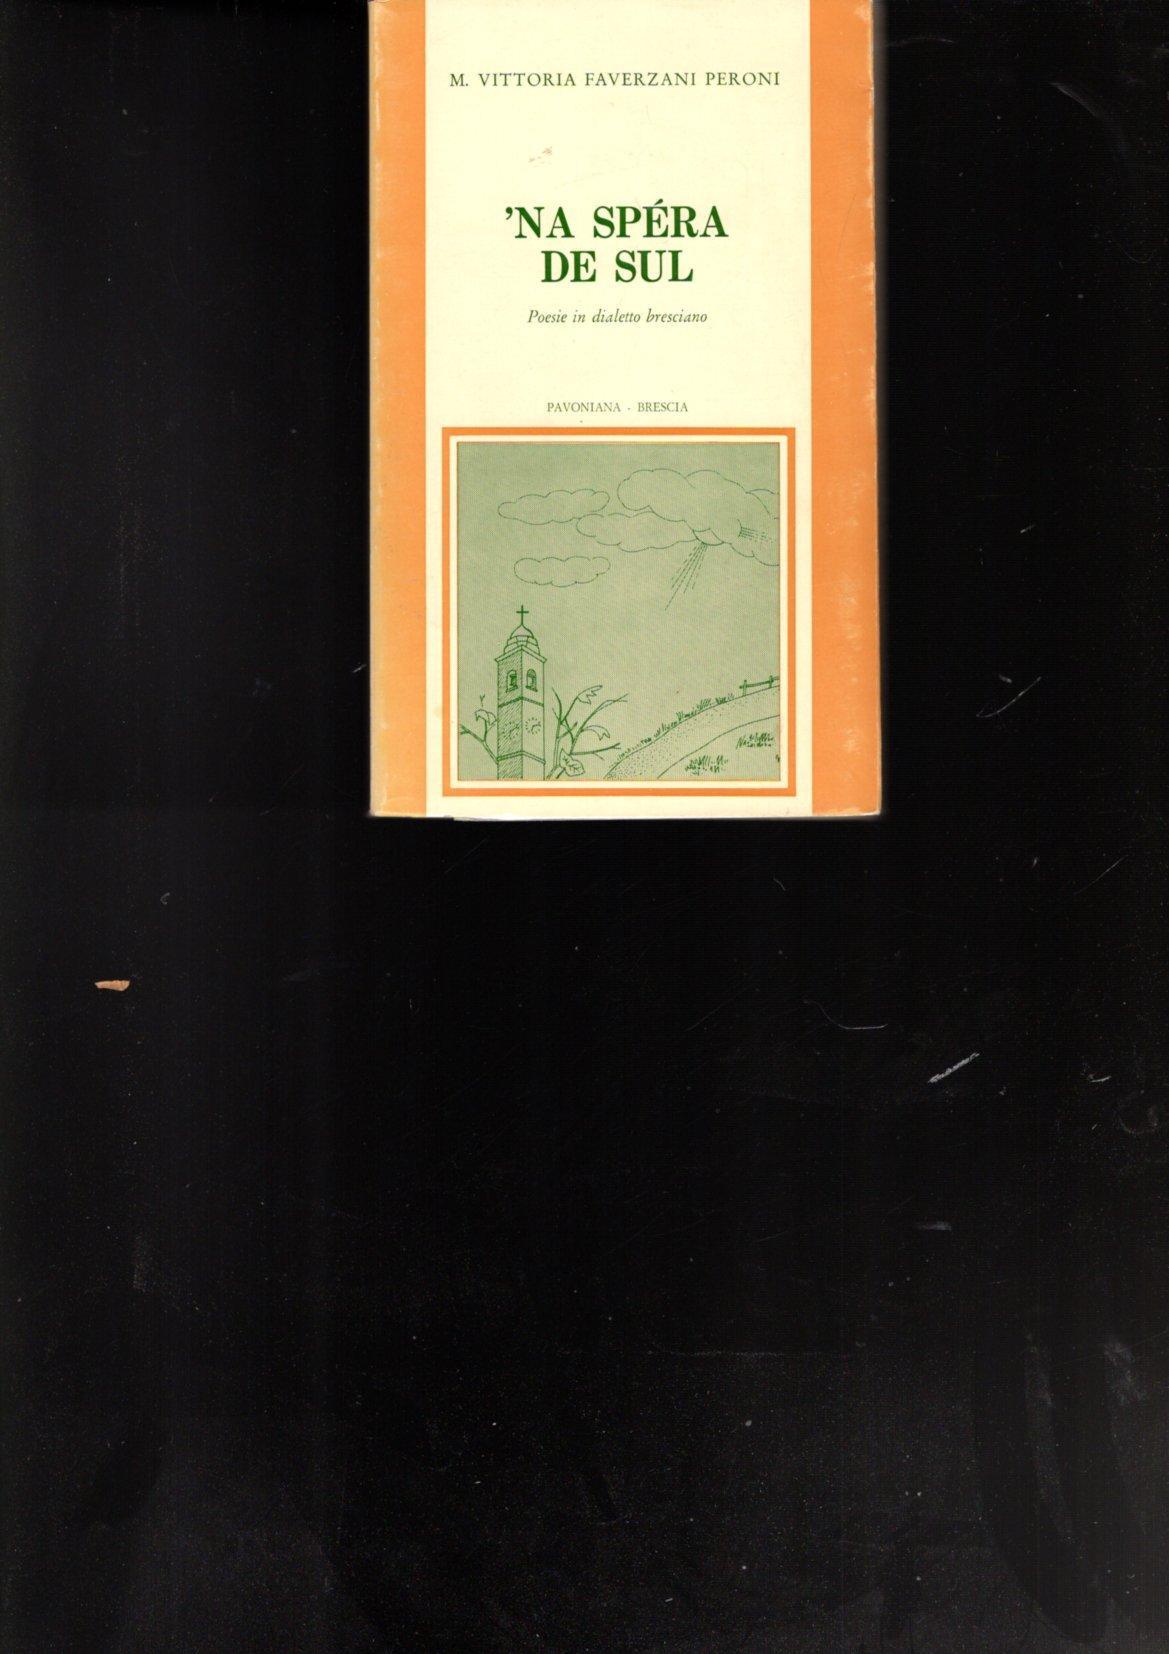 M. VITTORIA FAVERZANI PERONI
’NA SPÉRA
DE SUL
Poesie in dialetto bresciano
PAVONIANA - BRESCIA